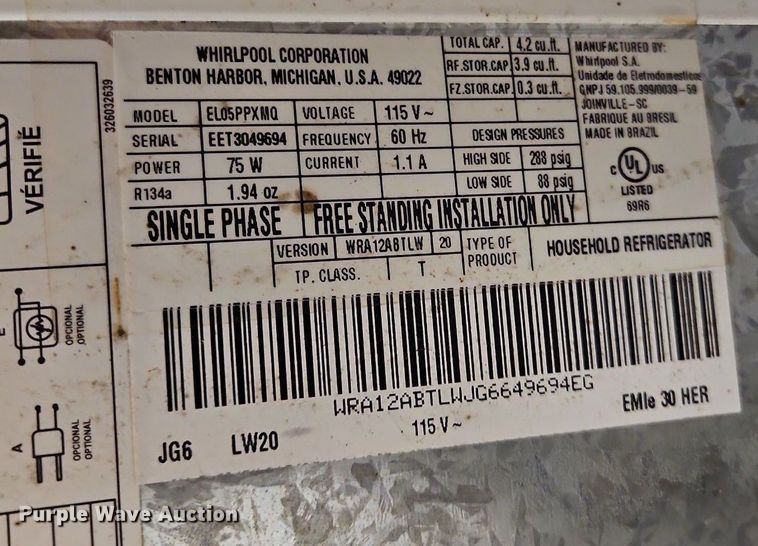 WHIRLPOOL CORPORATION
BENTON HARBOR, MICHIGAN, U.S.A. 49022
TOTAL CAP. 4.2 cu.ft.
RF.STOR.CAP 3.9 cu.ft.
FZ.STOR.CAP 0.3 cu.ft.
MANUFACTURED BY:
Whirlpool S.A.
Unidade de Eletrodomesticos
CNPJ 59.105.999/0039-59
JOINVILLE-SC
FABRIQUE AU BRESIL
MADE IN BRAZIL
C UL US
LISTED
69R6
MODEL EL05PPXMQ VOLTAGE 115 V~
SERIAL EET3049694 FREQUENCY 60 Hz DESIGN PRESSURES
POWER 75 W CURRENT 1.1 A HIGH SIDE 288 psig
R134a 1.94 oz LOW SIDE 88 psig
SINGLE PHASE FREE STANDING INSTALLATION ONLY
VERSION WRA12ABTLW 20 TYPE OF PRODUCT HOUSEHOLD REFRIGERATOR
TP. CLASS. T
WRA12ABTLWJG6649694EG
JG6 LW20 115 V~ EMIe 30 HER
326032639
VÉRIFIÉ
E
OPCIONAL
OPTIONAL
A
OPCIONAL
OPTIONAL
Purple Wave Auction